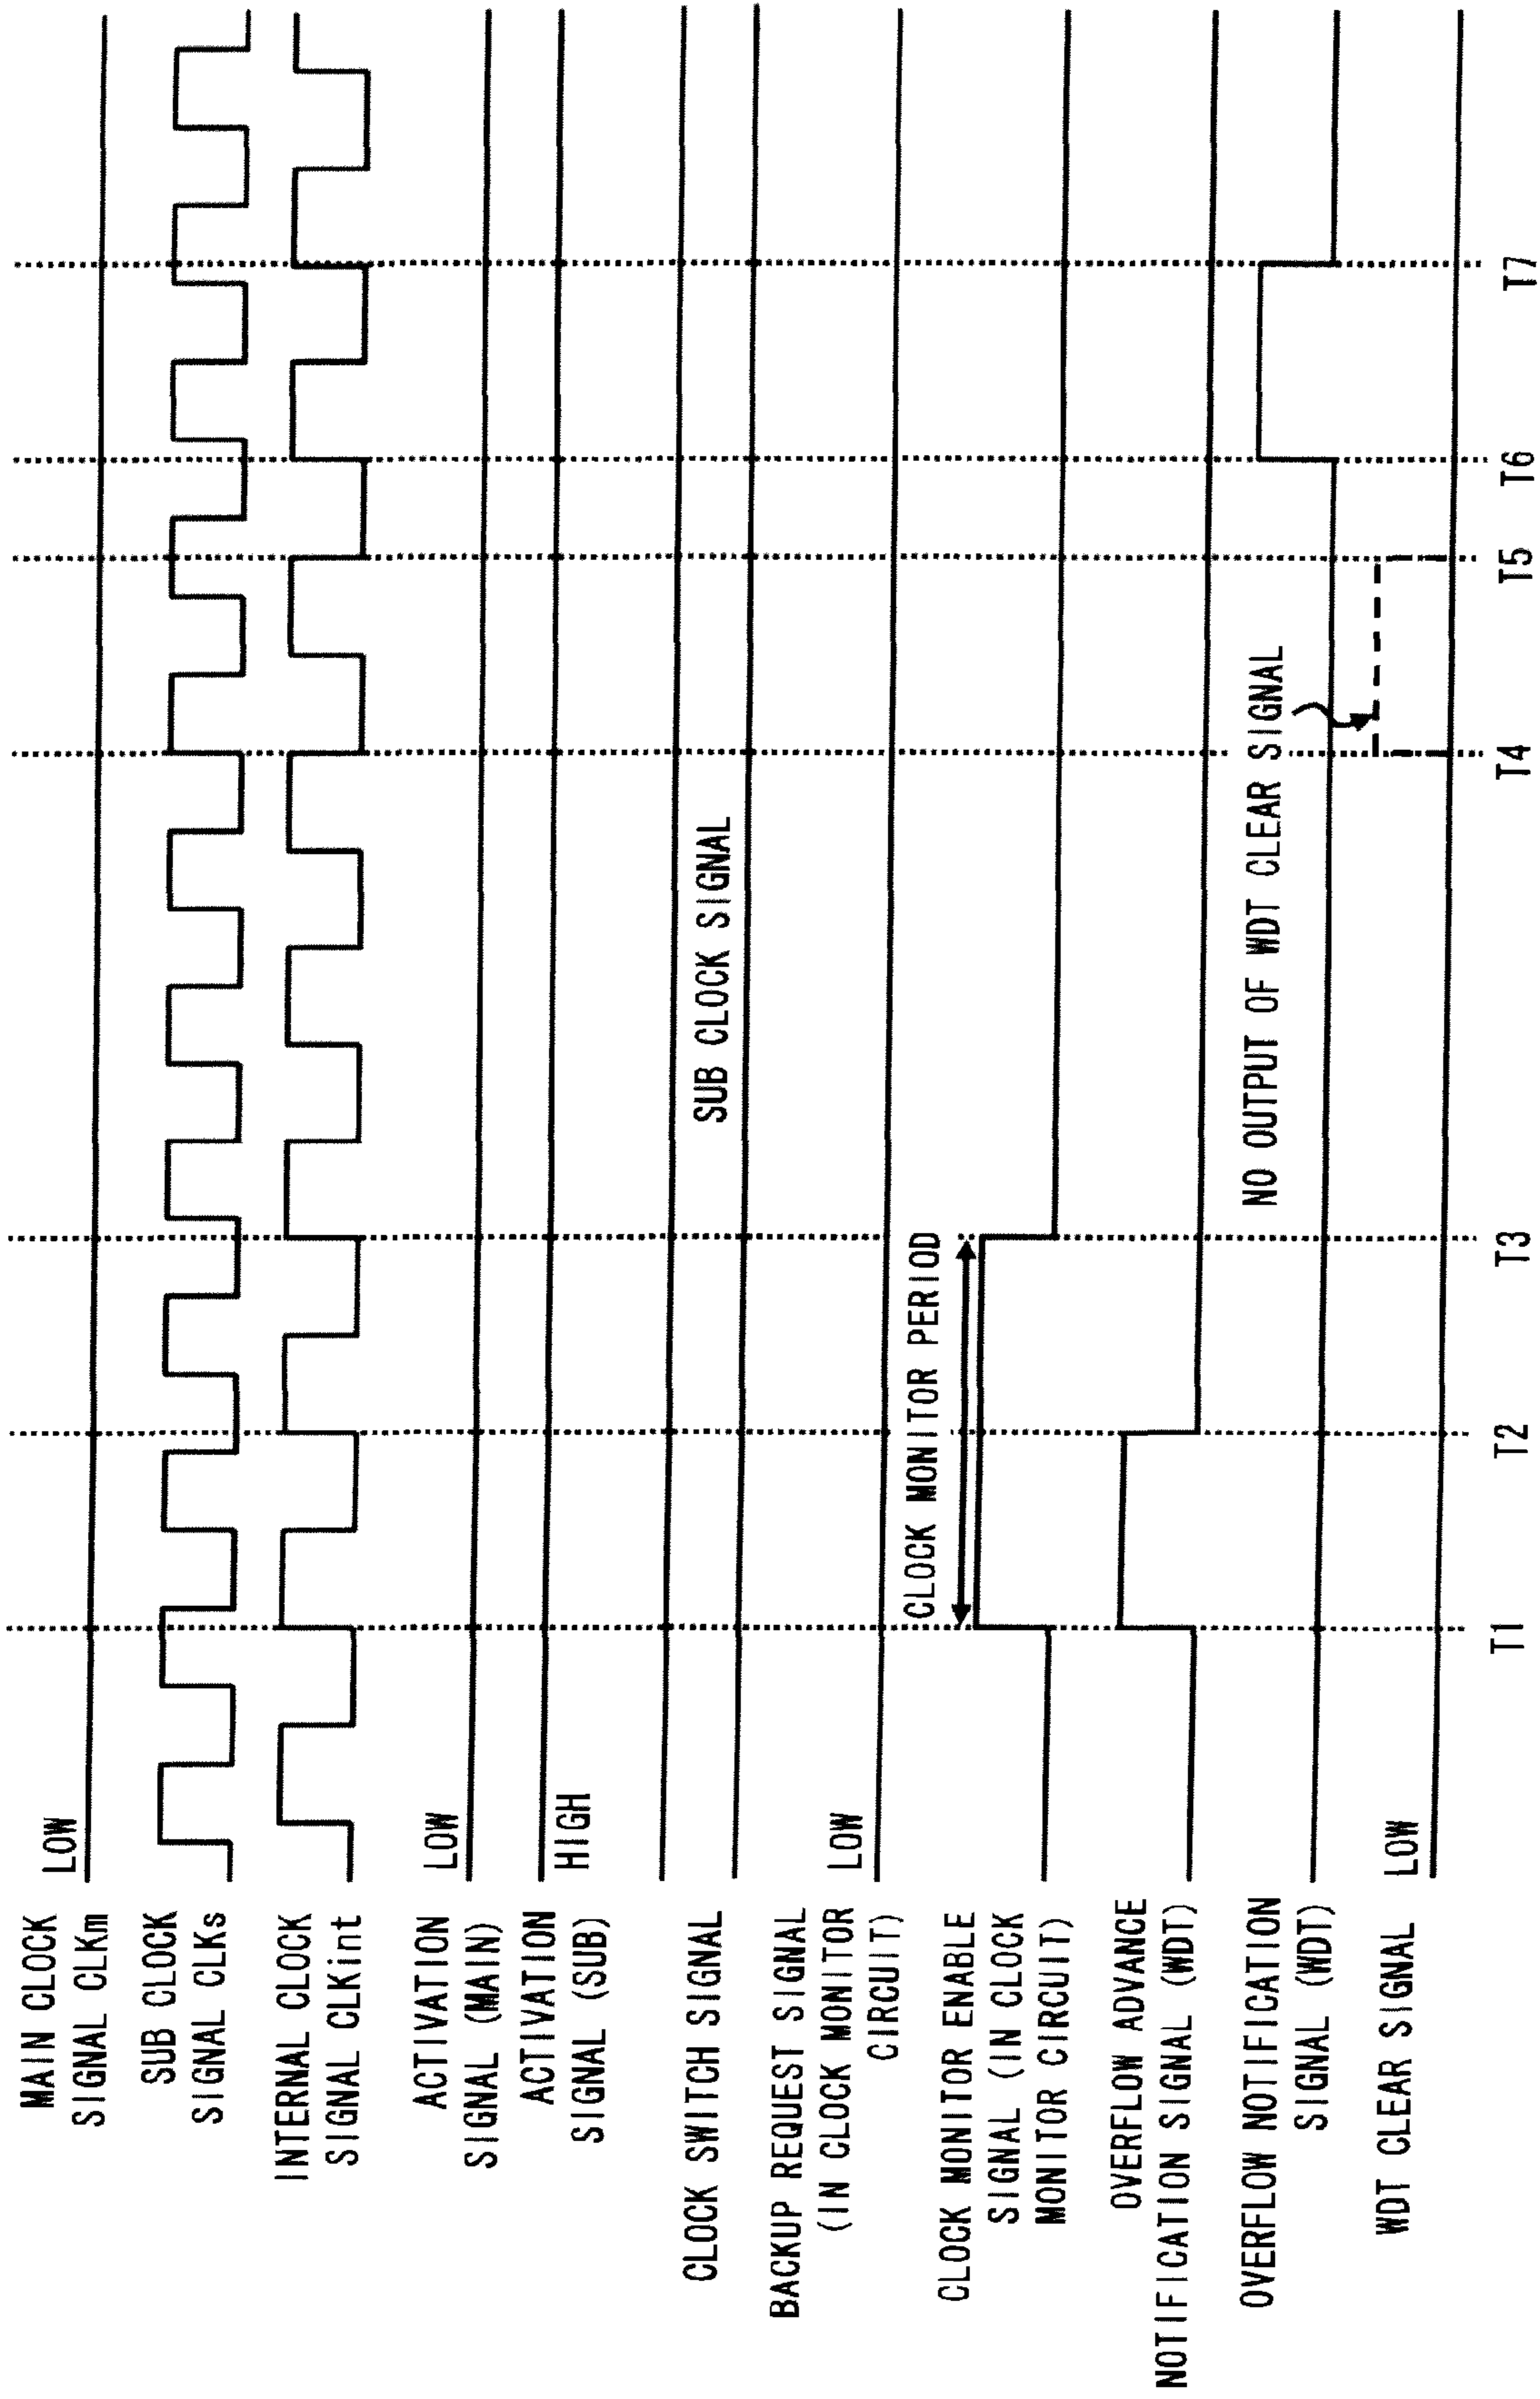 MAIN CLOCK
SIGNAL CLKm
LOW
SUB CLOCK
SIGNAL CLKs
INTERNAL CLOCK
SIGNAL CLKint
ACTIVATION
SIGNAL (MAIN)
LOW
ACTIVATION
SIGNAL (SUB)
HIGH
CLOCK SWITCH SIGNAL
SUB CLOCK SIGNAL
BACKUP REQUEST SIGNAL
(IN CLOCK MONITOR
CIRCUIT)
LOW
CLOCK MONITOR PERIOD
CLOCK MONITOR ENABLE
SIGNAL (IN CLOCK
MONITOR CIRCUIT)
OVERFLOW ADVANCE
NOTIFICATION SIGNAL (WDT)
OVERFLOW NOTIFICATION
SIGNAL (WDT)
NO OUTPUT OF WDT CLEAR SIGNAL
WDT CLEAR SIGNAL
LOW
T1
T2
T3
T4
T5
T6
T7